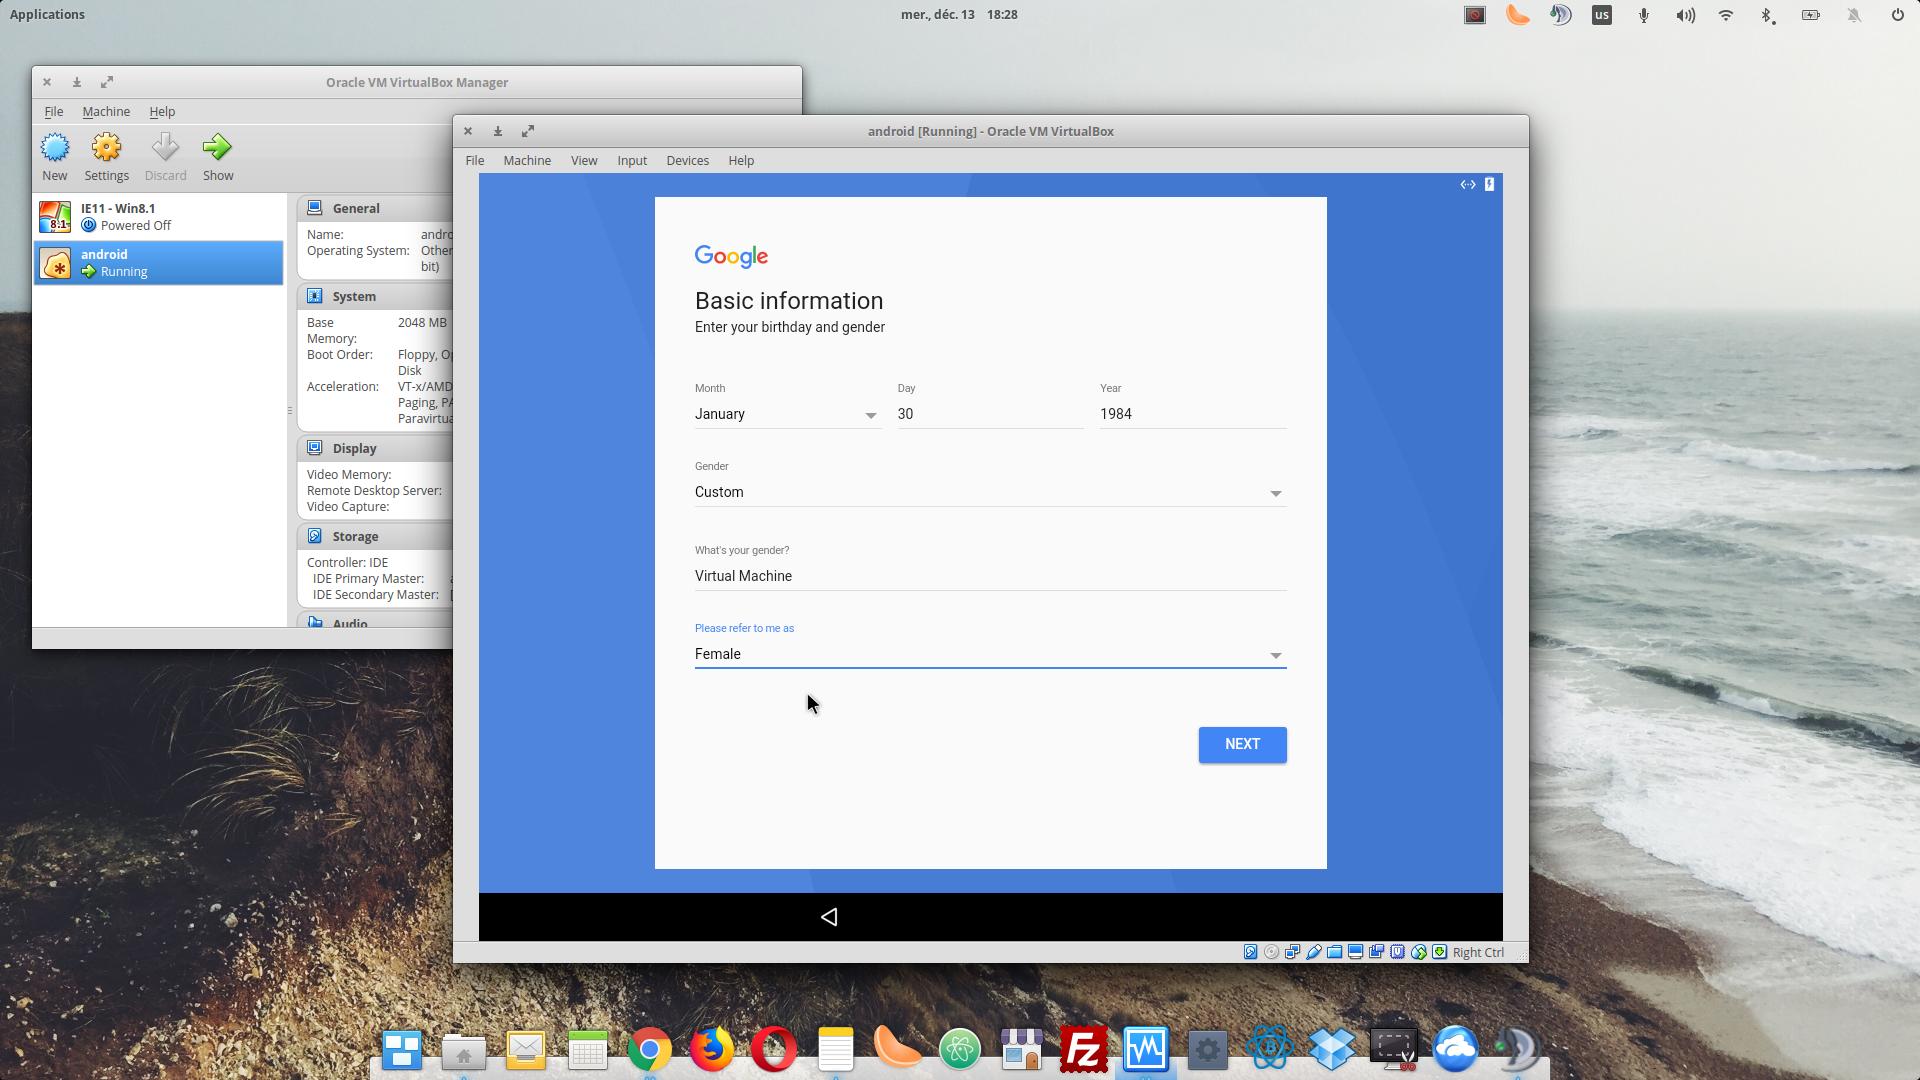 Applications
mer., déc. 13 18:28
us
Oracle VM VirtualBox Manager
File Machine Help
New Settings Discard Show
IE11 - Win8.1
Powered Off
8.1
android
Running
General
Name: andro
Operating System: Other
bit)
System
Base 2048 MB
Memory:
Boot Order: Floppy, Op
Disk
Acceleration: VT-x/AMD
Paging, PA
Paravirtua
Display
Video Memory:
Remote Desktop Server:
Video Capture:
Storage
Controller: IDE
IDE Primary Master:
IDE Secondary Master: [
Audio
android [Running] - Oracle VM VirtualBox
File Machine View Input Devices Help
Google
Basic information
Enter your birthday and gender
Month Day Year
January 30 1984
Gender
Custom
What's your gender?
Virtual Machine
Please refer to me as
Female
NEXT
Right Ctrl
FZ